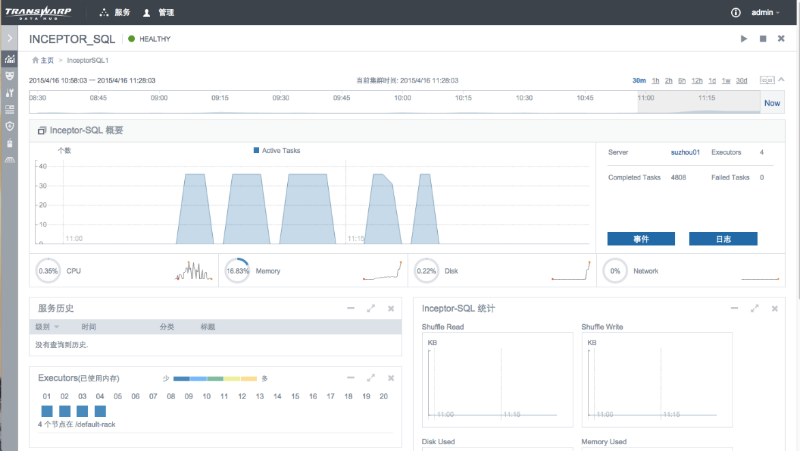 TRANSWARP
DATA HUB
服务
管理
admin
INCEPTOR_SQL
HEALTHY
主页 > InceptorSQL1
2015/4/16 10:58:03 — 2015/4/16 11:28:03
当前集群时间: 2015/4/16 11:28:03
30m 1h 2h 6h 12h 1d 1w 30d
08:30 08:45 09:00 09:15 09:30 09:45 10:00 10:15 10:30 10:45 11:00 11:15
Now
Inceptor-SQL 概要
个数
Active Tasks
40
30
20
10
0
11:00
11:15
Server suzhou01 Executors 4
Completed Tasks 4808 Failed Tasks 0
事件
日志
0.35% CPU
16.83% Memory
0.22% Disk
0% Network
服务历史
级别 时间 分类 标题
没有查询到历史.
Executors(已使用内存)
少 多
01 02 03 04 05 06 07 08 09 10 11 12 13 14 15 16 17 18 19 20
4 个节点在 /default-rack
Inceptor-SQL 统计
Shuffle Read
KB
11:00 11:15
Shuffle Write
KB
11:00 11:15
Disk Used
Memory Used